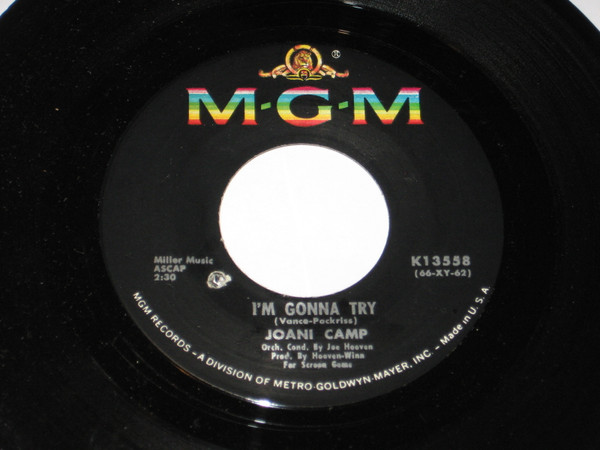 ®
M-G-M
Miller Music
ASCAP
2:30
K13558
(66-XY-62)
I'M GONNA TRY
(Vance-Pockriss)
JOANI CAMP
Orch. Cond. By Joe Hooven
Prod. By Hooven-Winn
For Screen Gems
MGM RECORDS - A DIVISION OF METRO-GOLDWYN-MAYER, INC. - Made in U.S.A.